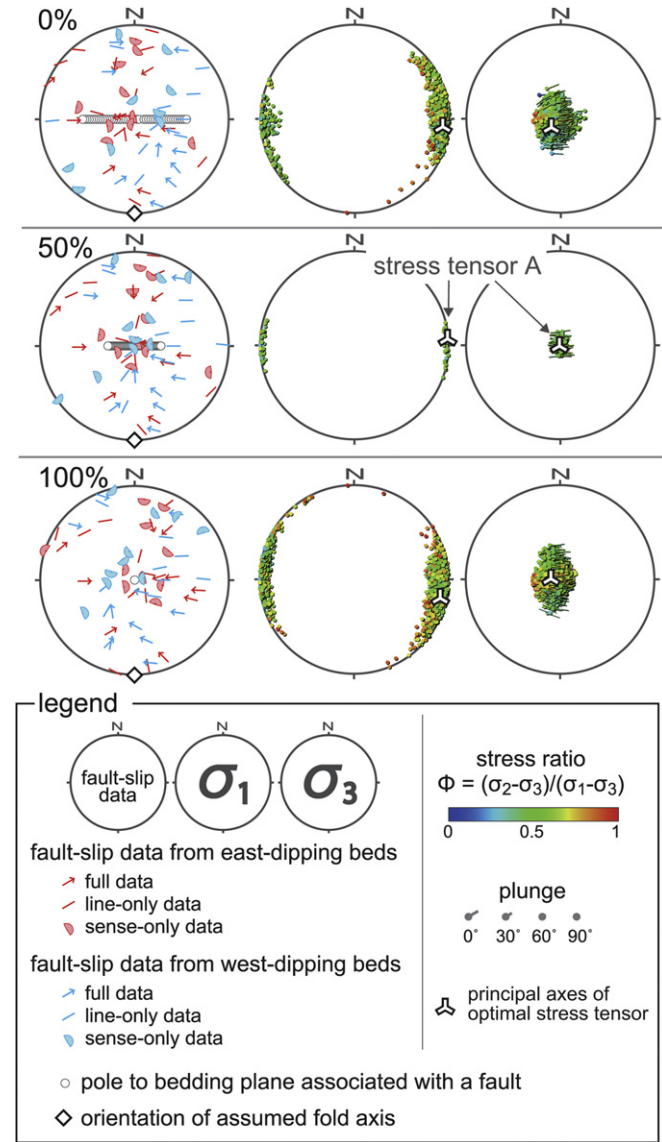 0%
N
N
N
50%
N
N
N
stress tensor A
100%
N
N
N
legend
N
N
N
fault-slip
data
σ1
σ3
fault-slip data from east-dipping beds
full data
line-only data
sense-only data
fault-slip data from west-dipping beds
full data
line-only data
sense-only data
pole to bedding plane associated with a fault
orientation of assumed fold axis
stress ratio
Φ = (σ2-σ3)/(σ1-σ3)
0 0.5 1
plunge
0° 30° 60° 90°
principal axes of
optimal stress tensor